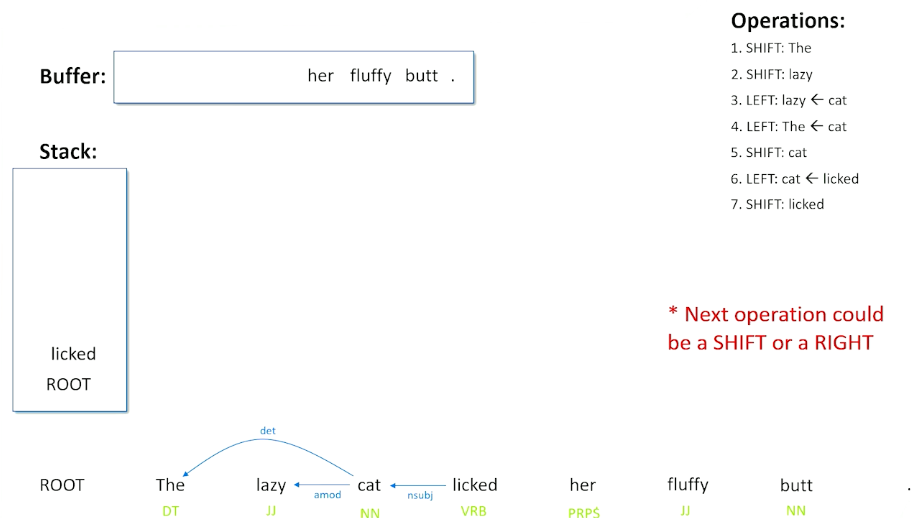 Operations:
1. SHIFT: The
2. SHIFT: lazy
3. LEFT: lazy ← cat
4. LEFT: The ← cat
5. SHIFT: cat
6. LEFT: cat ← licked
7. SHIFT: licked
Buffer: her fluffy butt .
Stack:
licked
ROOT
* Next operation could
be a SHIFT or a RIGHT
det
ROOT The lazy cat licked her fluffy butt .
amod nsubj
DT JJ NN VRB PRP$ JJ NN